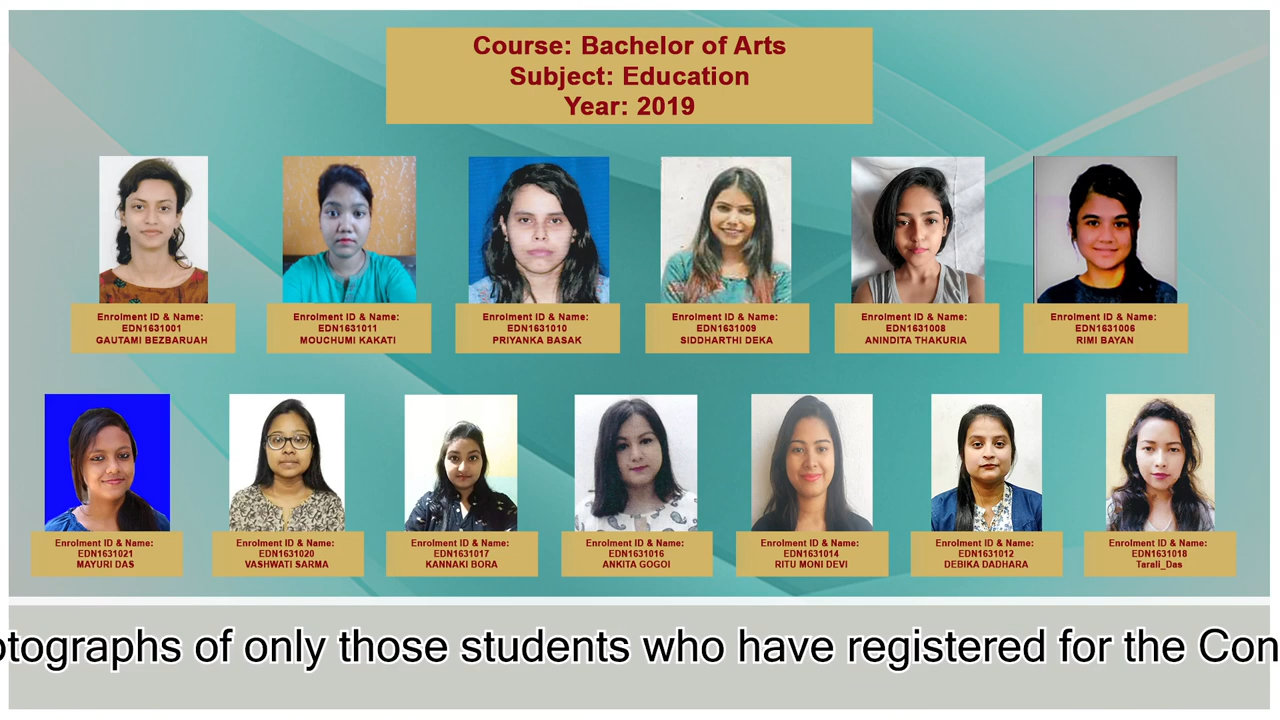 Course: Bachelor of Arts
Subject: Education
Year: 2019
Enrolment ID & Name:
EDN1631001
GAUTAMI BEZBARUAH
Enrolment ID & Name:
EDN1631011
MOUCHUMI KAKATI
Enrolment ID & Name:
EDN1631010
PRIYANKA BASAK
Enrolment ID & Name:
EDN1631009
SIDDHARTHI DEKA
Enrolment ID & Name:
EDN1631008
ANINDITA THAKURIA
Enrolment ID & Name:
EDN1631006
RIMI BAYAN
Enrolment ID & Name:
EDN1631021
MAYURI DAS
Enrolment ID & Name:
EDN1631020
VASHWATI SARMA
Enrolment ID & Name:
EDN1631017
KANNAKI BORA
Enrolment ID & Name:
EDN1631016
ANKITA GOGOI
Enrolment ID & Name:
EDN1631014
RITU MONI DEVI
Enrolment ID & Name:
EDN1631012
DEBIKA DADHARA
Enrolment ID & Name:
EDN1631018
Tarali_Das
otographs of only those students who have registered for the Con